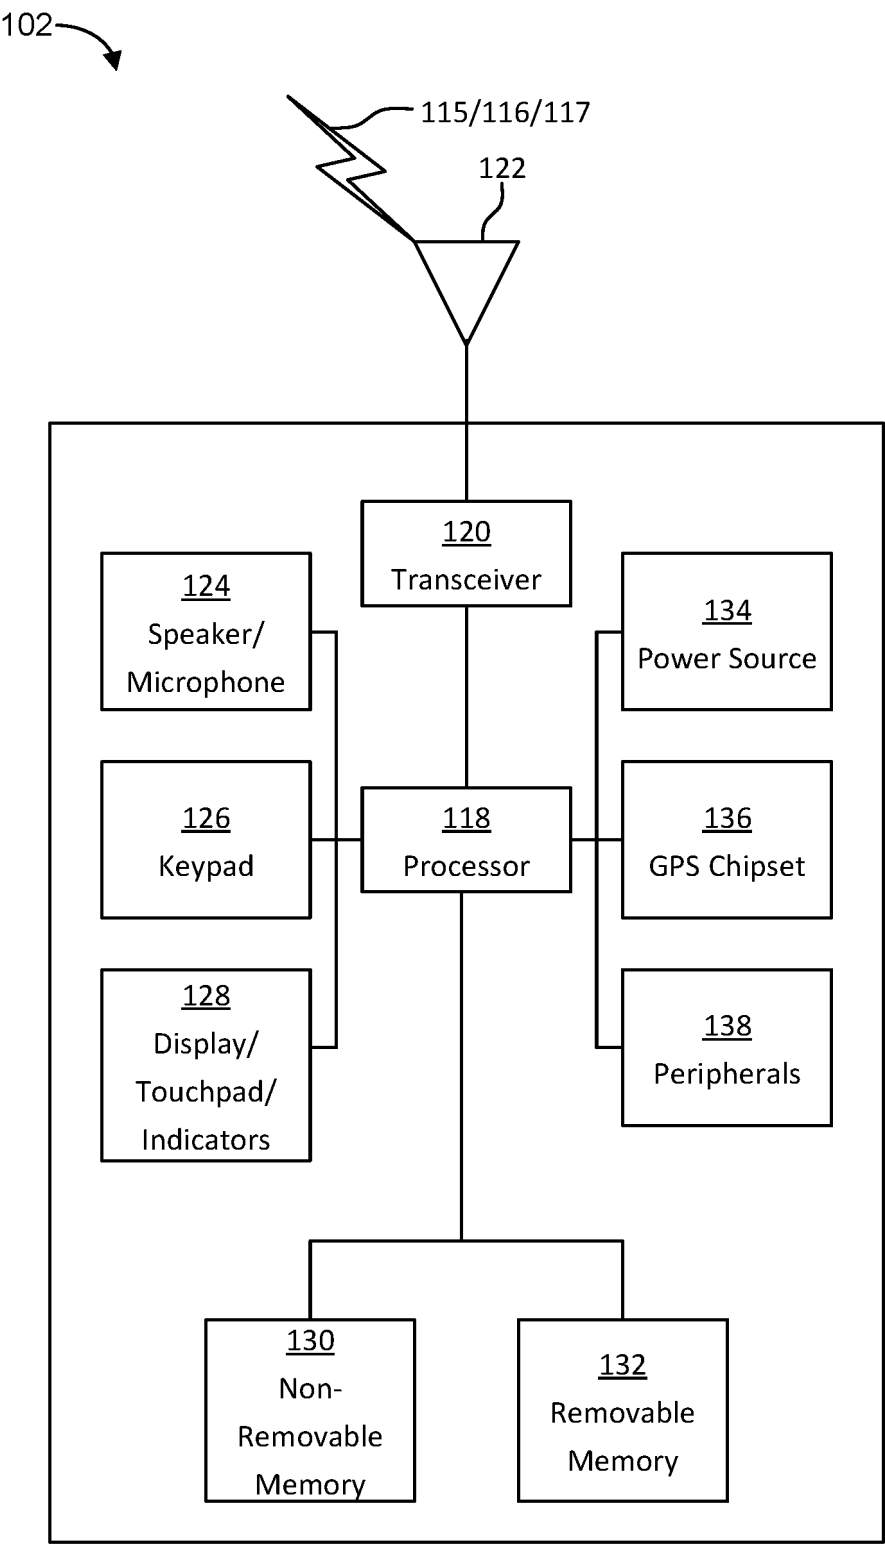 102
115/116/117
122
120
Transceiver
124
Speaker/
Microphone
134
Power Source
126
Keypad
118
Processor
136
GPS Chipset
128
Display/
Touchpad/
Indicators
138
Peripherals
130
Non-
Removable
Memory
132
Removable
Memory